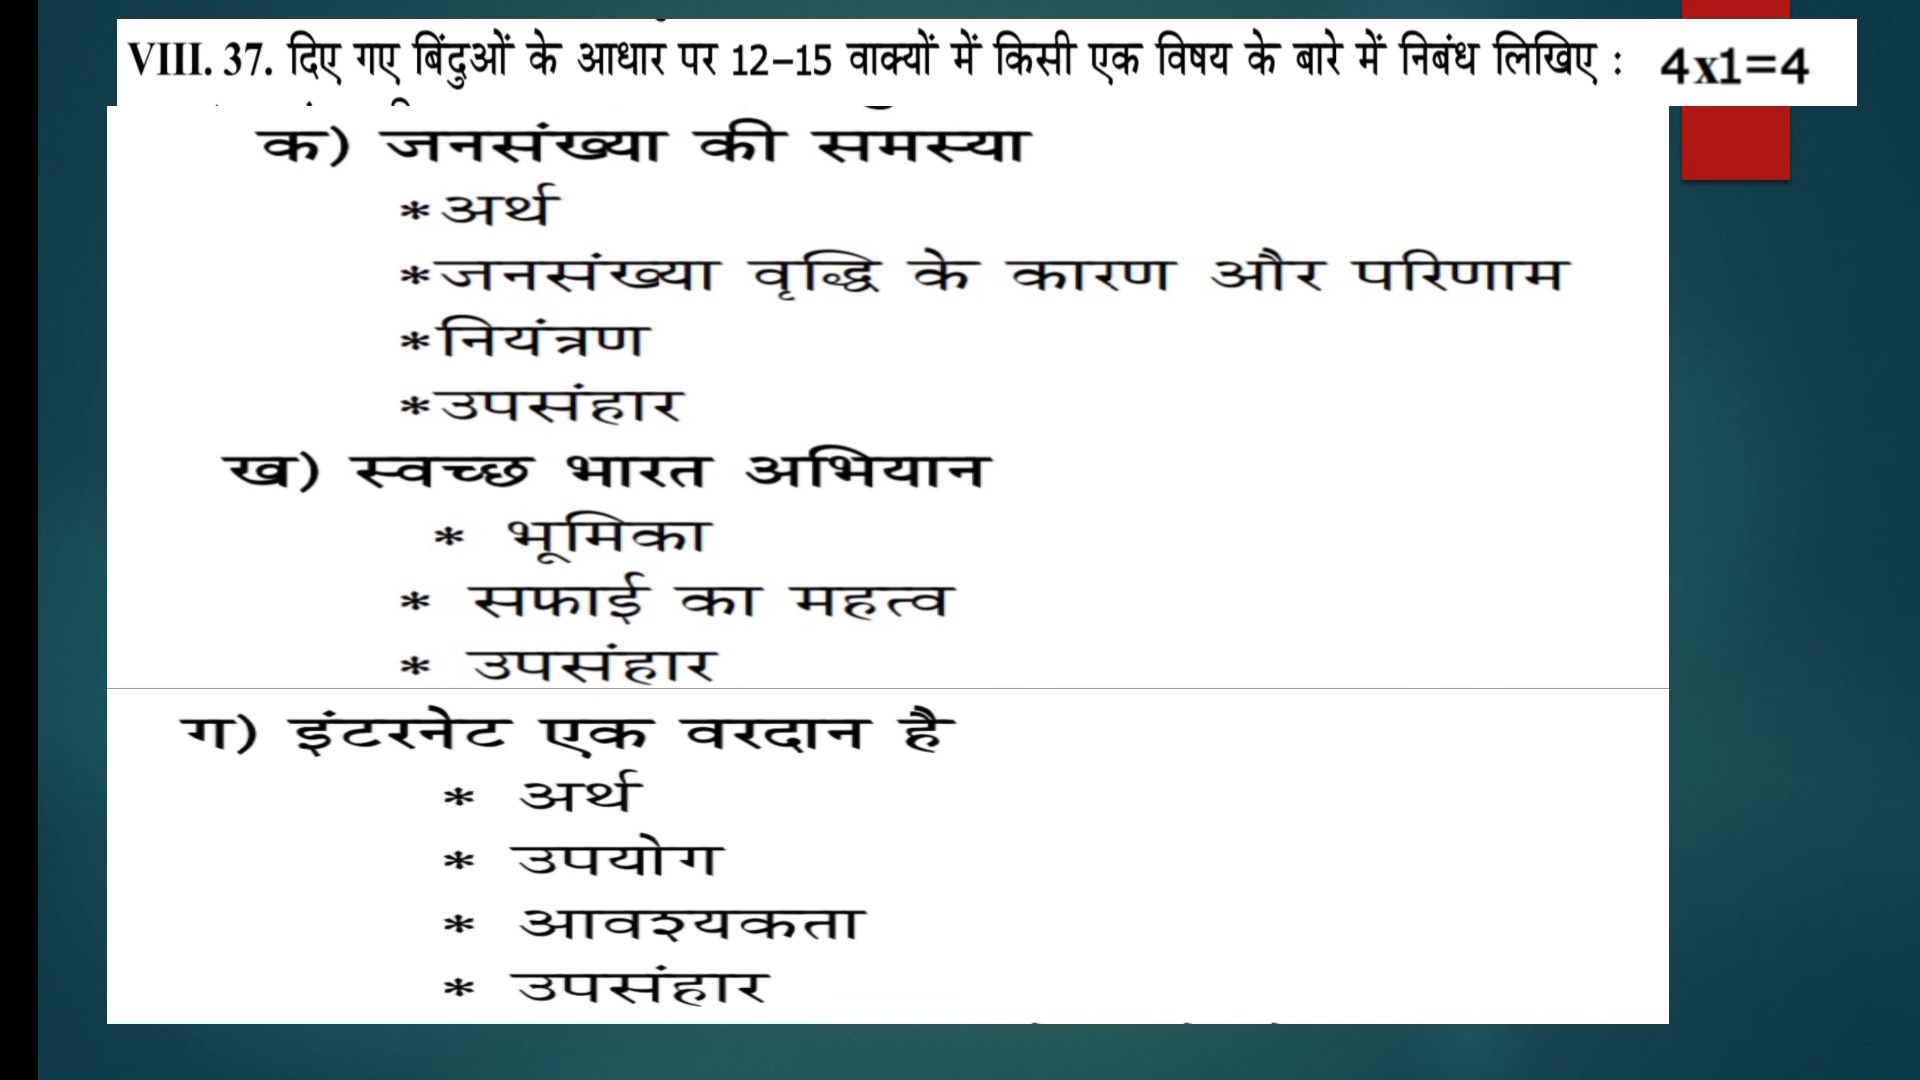 VIII. 37. दिए गए बिंदुओं के आधार पर 12–15 वाक्यों में किसी एक विषय के बारे में निबंध लिखिए : 4x1=4
क) जनसंख्या की समस्या
*अर्थ
*जनसंख्या वृद्धि के कारण और परिणाम
*नियंत्रण
*उपसंहार
ख) स्वच्छ भारत अभियान
* भूमिका
* सफाई का महत्व
* उपसंहार
ग) इंटरनेट एक वरदान है
* अर्थ
* उपयोग
* आवश्यकता
* उपसंहार